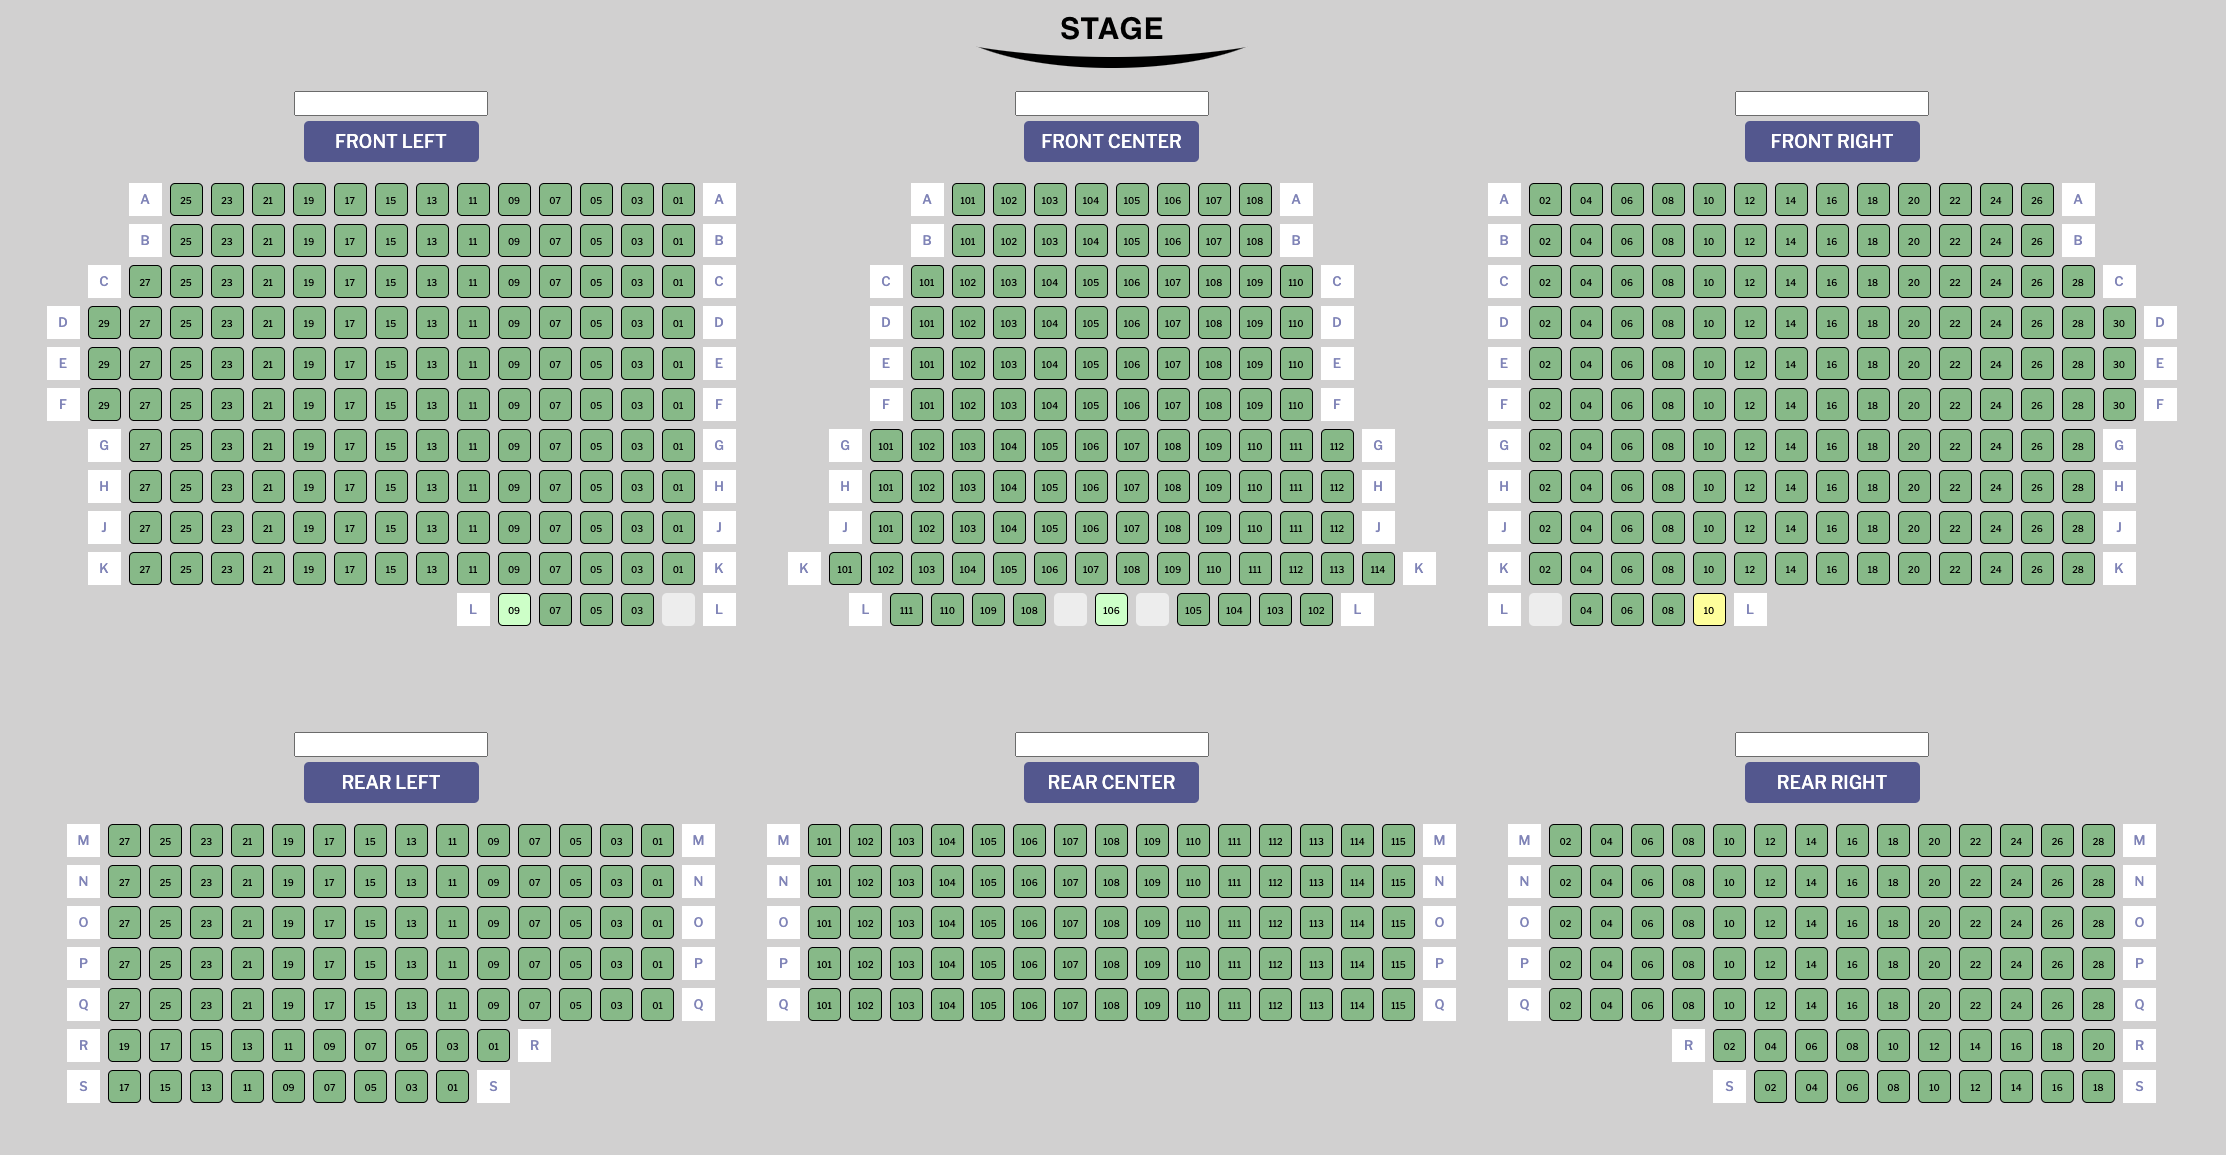 STAGE
FRONT LEFT FRONT CENTER FRONT RIGHT
A 25 23 21 19 17 15 13 11 09 07 05 03 01 A A 101 102 103 104 105 106 107 108 A A 02 04 06 08 10 12 14 16 18 20 22 24 26 A
B 25 23 21 19 17 15 13 11 09 07 05 03 01 B B 101 102 103 104 105 106 107 108 B B 02 04 06 08 10 12 14 16 18 20 22 24 26 B
C 27 25 23 21 19 17 15 13 11 09 07 05 03 01 C C 101 102 103 104 105 106 107 108 109 110 C C 02 04 06 08 10 12 14 16 18 20 22 24 26 28 C
D 29 27 25 23 21 19 17 15 13 11 09 07 05 03 01 D D 101 102 103 104 105 106 107 108 109 110 D D 02 04 06 08 10 12 14 16 18 20 22 24 26 28 30 D
E 29 27 25 23 21 19 17 15 13 11 09 07 05 03 01 E E 101 102 103 104 105 106 107 108 109 110 E E 02 04 06 08 10 12 14 16 18 20 22 24 26 28 30 E
F 29 27 25 23 21 19 17 15 13 11 09 07 05 03 01 F F 101 102 103 104 105 106 107 108 109 110 F F 02 04 06 08 10 12 14 16 18 20 22 24 26 28 30 F
G 27 25 23 21 19 17 15 13 11 09 07 05 03 01 G G 101 102 103 104 105 106 107 108 109 110 111 112 G G 02 04 06 08 10 12 14 16 18 20 22 24 26 28 G
H 27 25 23 21 19 17 15 13 11 09 07 05 03 01 H H 101 102 103 104 105 106 107 108 109 110 111 112 H H 02 04 06 08 10 12 14 16 18 20 22 24 26 28 H
J 27 25 23 21 19 17 15 13 11 09 07 05 03 01 J J 101 102 103 104 105 106 107 108 109 110 111 112 J J 02 04 06 08 10 12 14 16 18 20 22 24 26 28 J
K 27 25 23 21 19 17 15 13 11 09 07 05 03 01 K K 101 102 103 104 105 106 107 108 109 110 111 112 113 114 K K 02 04 06 08 10 12 14 16 18 20 22 24 26 28 K
L 09 07 05 03 L L 111 110 109 108 106 105 104 103 102 L L 04 06 08 10 L
REAR LEFT REAR CENTER REAR RIGHT
M 27 25 23 21 19 17 15 13 11 09 07 05 03 01 M M 101 102 103 104 105 106 107 108 109 110 111 112 113 114 115 M M 02 04 06 08 10 12 14 16 18 20 22 24 26 28 M
N 27 25 23 21 19 17 15 13 11 09 07 05 03 01 N N 101 102 103 104 105 106 107 108 109 110 111 112 113 114 115 N N 02 04 06 08 10 12 14 16 18 20 22 24 26 28 N
O 27 25 23 21 19 17 15 13 11 09 07 05 03 01 O O 101 102 103 104 105 106 107 108 109 110 111 112 113 114 115 O O 02 04 06 08 10 12 14 16 18 20 22 24 26 28 O
P 27 25 23 21 19 17 15 13 11 09 07 05 03 01 P P 101 102 103 104 105 106 107 108 109 110 111 112 113 114 115 P P 02 04 06 08 10 12 14 16 18 20 22 24 26 28 P
Q 27 25 23 21 19 17 15 13 11 09 07 05 03 01 Q Q 101 102 103 104 105 106 107 108 109 110 111 112 113 114 115 Q Q 02 04 06 08 10 12 14 16 18 20 22 24 26 28 Q
R 19 17 15 13 11 09 07 05 03 01 R R 02 04 06 08 10 12 14 16 18 20 R
S 17 15 13 11 09 07 05 03 01 S S 02 04 06 08 10 12 14 16 18 S